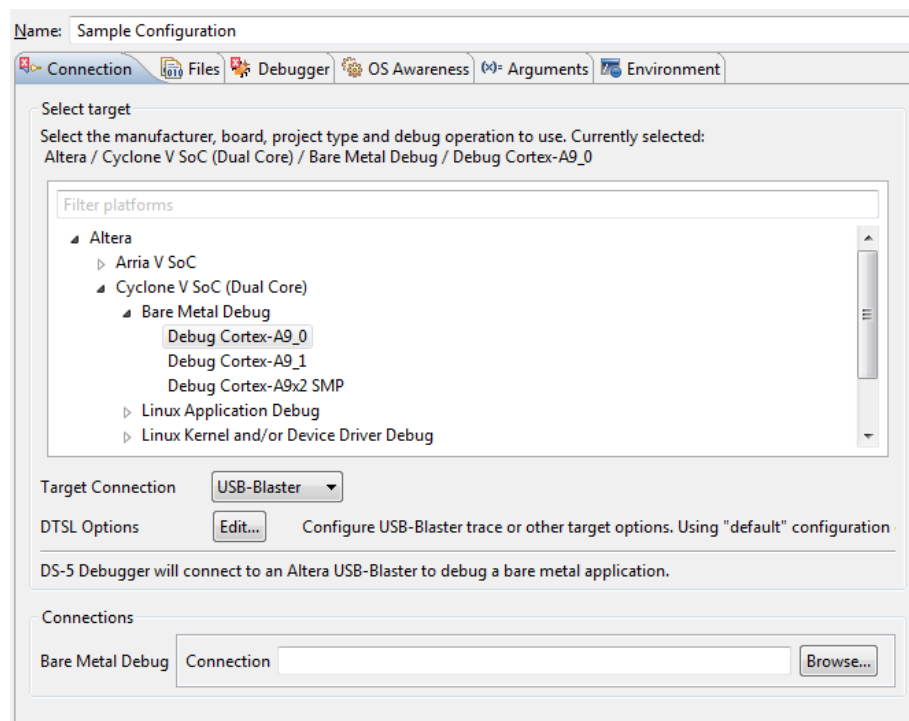 Name: Sample Configuration
Connection Files Debugger OS Awareness (x)= Arguments Environment
Select target
Select the manufacturer, board, project type and debug operation to use. Currently selected:
Altera / Cyclone V SoC (Dual Core) / Bare Metal Debug / Debug Cortex-A9_0
Filter platforms
Altera
Arria V SoC
Cyclone V SoC (Dual Core)
Bare Metal Debug
Debug Cortex-A9_0
Debug Cortex-A9_1
Debug Cortex-A9x2 SMP
Linux Application Debug
Linux Kernel and/or Device Driver Debug
Target Connection USB-Blaster
DTSL Options Edit... Configure USB-Blaster trace or other target options. Using "default" configuration
DS-5 Debugger will connect to an Altera USB-Blaster to debug a bare metal application.
Connections
Bare Metal Debug Connection Browse...